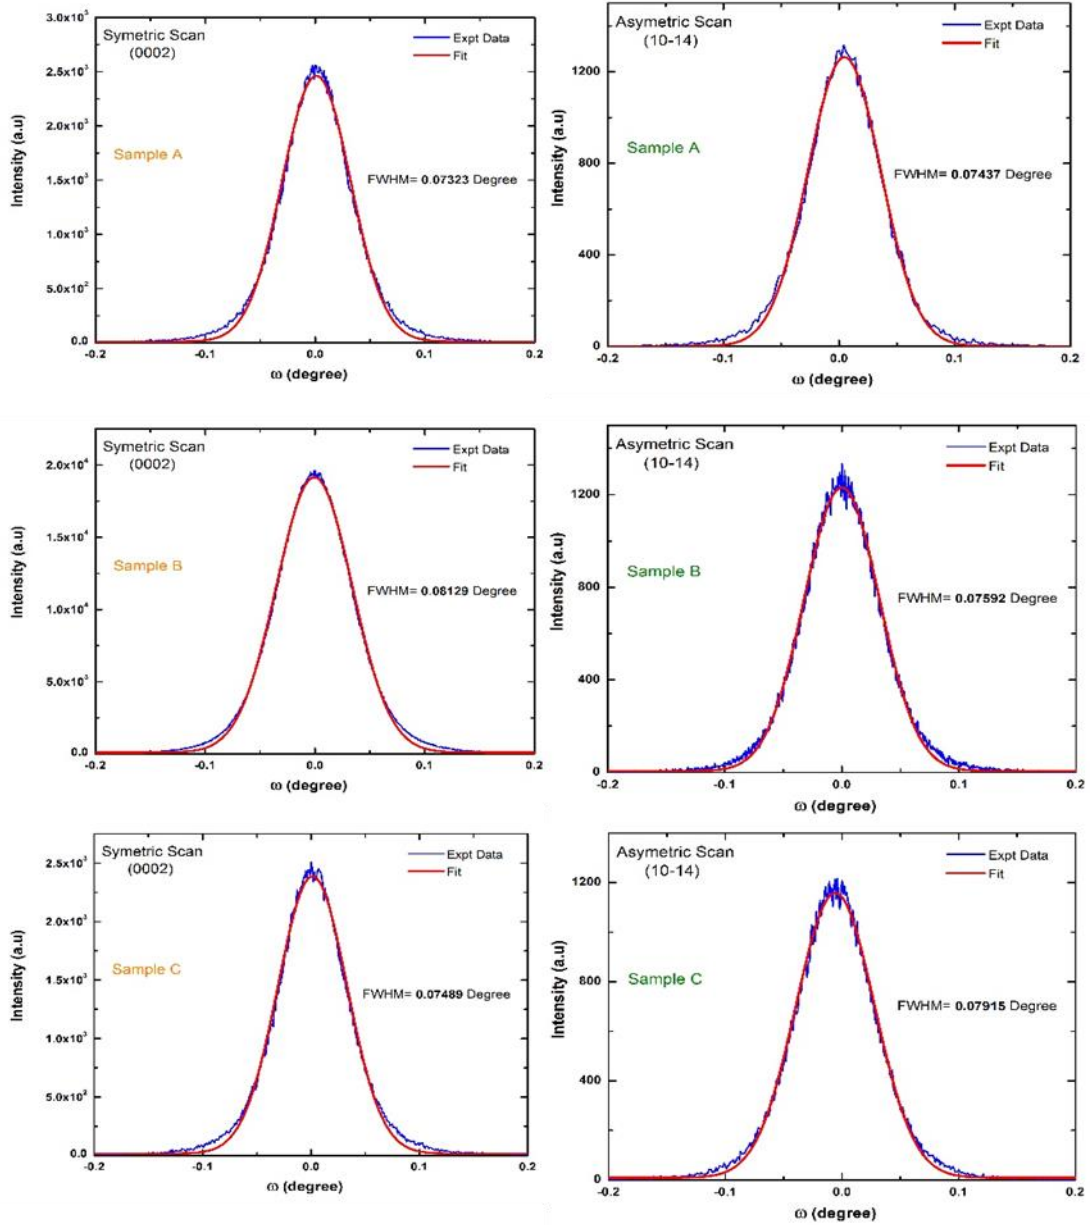 Symetric Scan
(0002)
Expt Data
Fit
Sample A
FWHM= 0.07323 Degree
Intensity (a.u)
3.0x10³
2.5x10³
2.0x10³
1.5x10³
1.0x10³
5.0x10²
0.0
-0.2 -0.1 0.0 0.1 0.2
ω (degree)
Asymetric Scan
(10-14)
Expt Data
Fit
Sample A
FWHM= 0.07437 Degree
Intensity (a.u)
1200
800
400
0
-0.2 -0.1 0.0 0.1 0.2
ω (degree)
Symetric Scan
(0002)
Expt Data
Fit
Sample B
FWHM= 0.08129 Degree
Intensity (a.u)
2.0x10⁴
1.5x10⁴
1.0x10⁴
5.0x10³
0.0
-0.2 -0.1 0.0 0.1 0.2
ω (degree)
Asymetric Scan
(10-14)
Expt Data
Fit
Sample B
FWHM= 0.07592 Degree
Intensity (a.u)
1200
800
400
0
-0.2 -0.1 0.0 0.1 0.2
ω (degree)
Symetric Scan
(0002)
Expt Data
Fit
Sample C
FWHM= 0.07489 Degree
Intensity (a.u)
2.5x10³
2.0x10³
1.5x10³
1.0x10³
5.0x10²
0.0
-0.2 -0.1 0.0 0.1 0.2
ω (degree)
Asymetric Scan
(10-14)
Expt Data
Fit
Sample C
FWHM= 0.07915 Degree
Intensity (a.u)
1200
800
400
0
-0.2 -0.1 0.0 0.1 0.2
ω (degree)